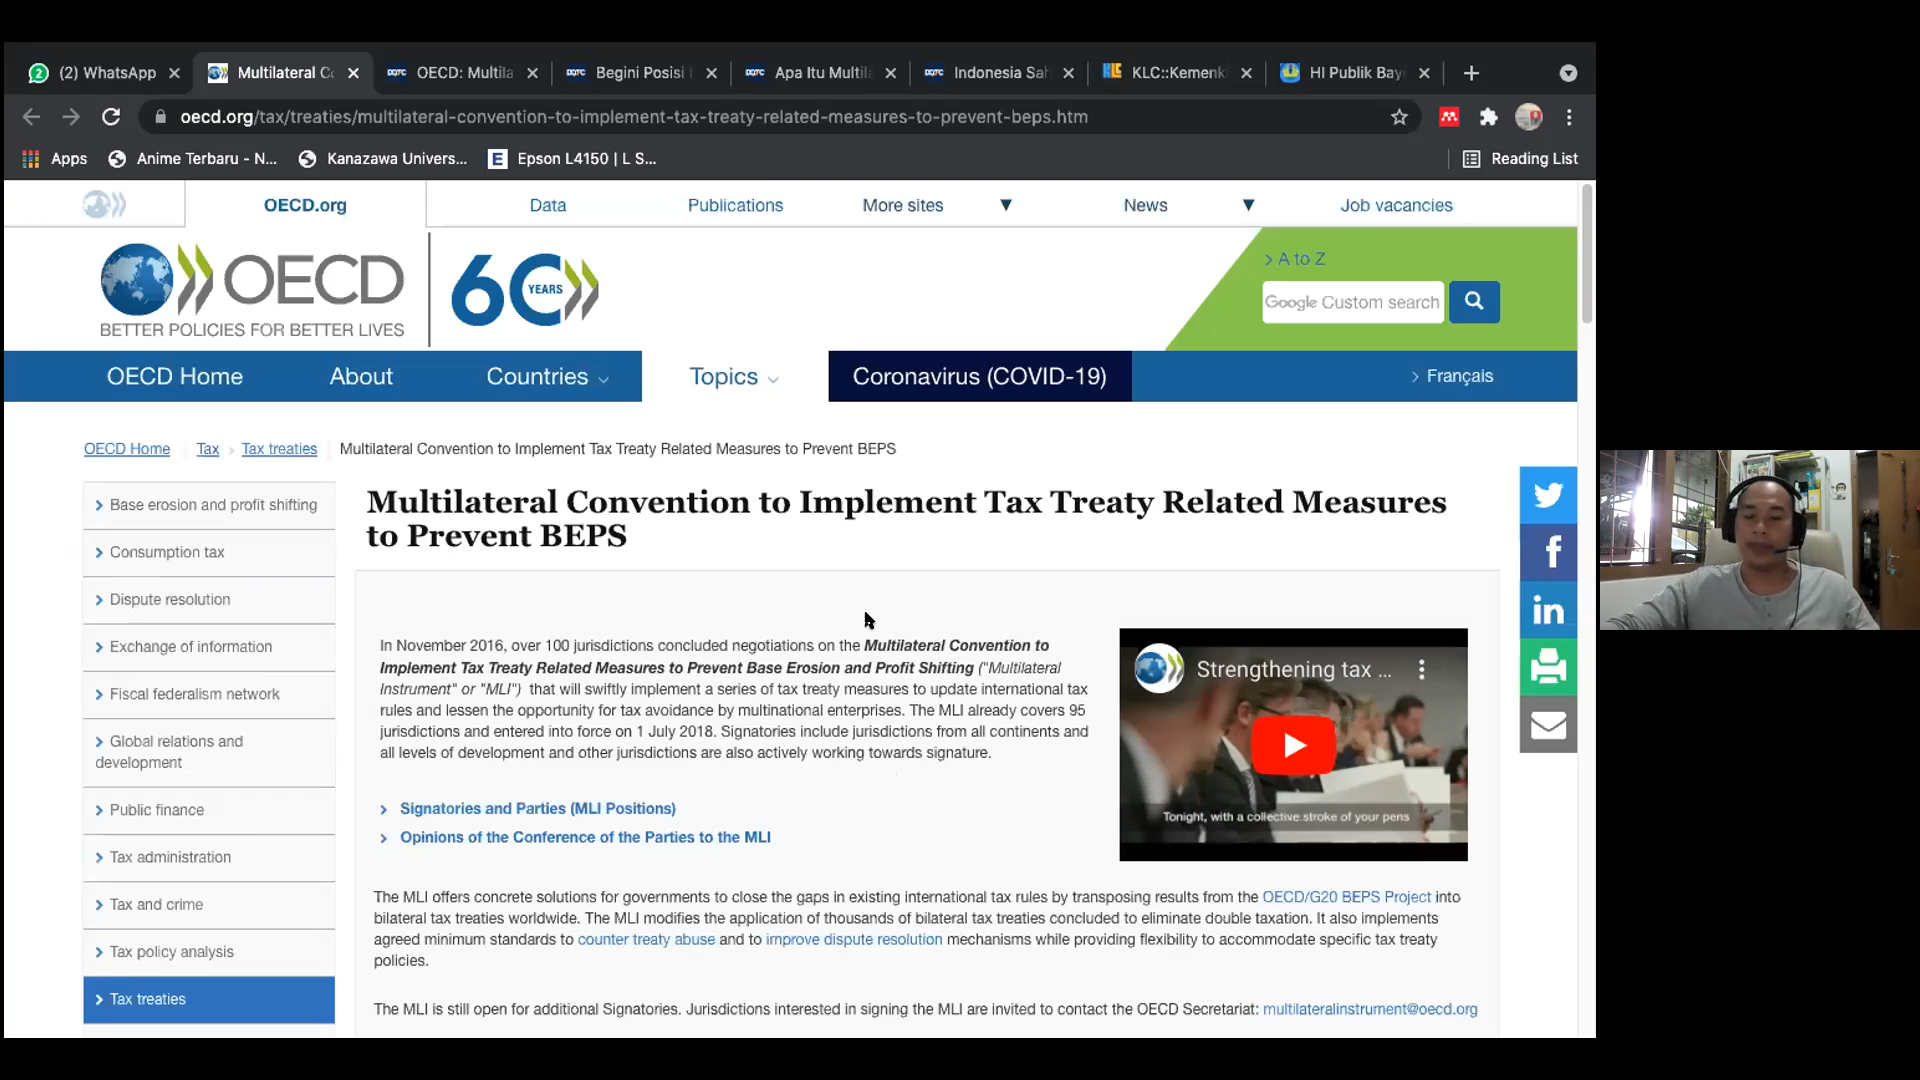 (2) WhatsApp
Multilateral Co
OECD: Multila
Begini Posisi I
Apa Itu Multila
Indonesia Sah
KLC::Kemenk
HI Publik Bay
oecd.org/tax/treaties/multilateral-convention-to-implement-tax-treaty-related-measures-to-prevent-beps.htm
Apps
Anime Terbaru - N...
Kanazawa Univers...
Epson L4150 | L S...
Reading List
OECD.org
Data
Publications
More sites
News
Job vacancies
OECD
BETTER POLICIES FOR BETTER LIVES
60 YEARS
A to Z
Google Custom search
OECD Home
About
Countries
Topics
Coronavirus (COVID-19)
Français
OECD Home
Tax
Tax treaties
Multilateral Convention to Implement Tax Treaty Related Measures to Prevent BEPS
Base erosion and profit shifting
Consumption tax
Dispute resolution
Exchange of information
Fiscal federalism network
Global relations and
development
Public finance
Tax administration
Tax and crime
Tax policy analysis
Tax treaties
Multilateral Convention to Implement Tax Treaty Related Measures
to Prevent BEPS
In November 2016, over 100 jurisdictions concluded negotiations on the Multilateral Convention to
Implement Tax Treaty Related Measures to Prevent Base Erosion and Profit Shifting ("Multilateral
Instrument" or "MLI") that will swiftly implement a series of tax treaty measures to update international tax
rules and lessen the opportunity for tax avoidance by multinational enterprises. The MLI already covers 95
jurisdictions and entered into force on 1 July 2018. Signatories include jurisdictions from all continents and
all levels of development and other jurisdictions are also actively working towards signature.
Signatories and Parties (MLI Positions)
Opinions of the Conference of the Parties to the MLI
Strengthening tax ...
Tonight, with a collective stroke of your pens
The MLI offers concrete solutions for governments to close the gaps in existing international tax rules by transposing results from the OECD/G20 BEPS Project into
bilateral tax treaties worldwide. The MLI modifies the application of thousands of bilateral tax treaties concluded to eliminate double taxation. It also implements
agreed minimum standards to counter treaty abuse and to improve dispute resolution mechanisms while providing flexibility to accommodate specific tax treaty
policies.
The MLI is still open for additional Signatories. Jurisdictions interested in signing the MLI are invited to contact the OECD Secretariat: multilateralinstrument@oecd.org